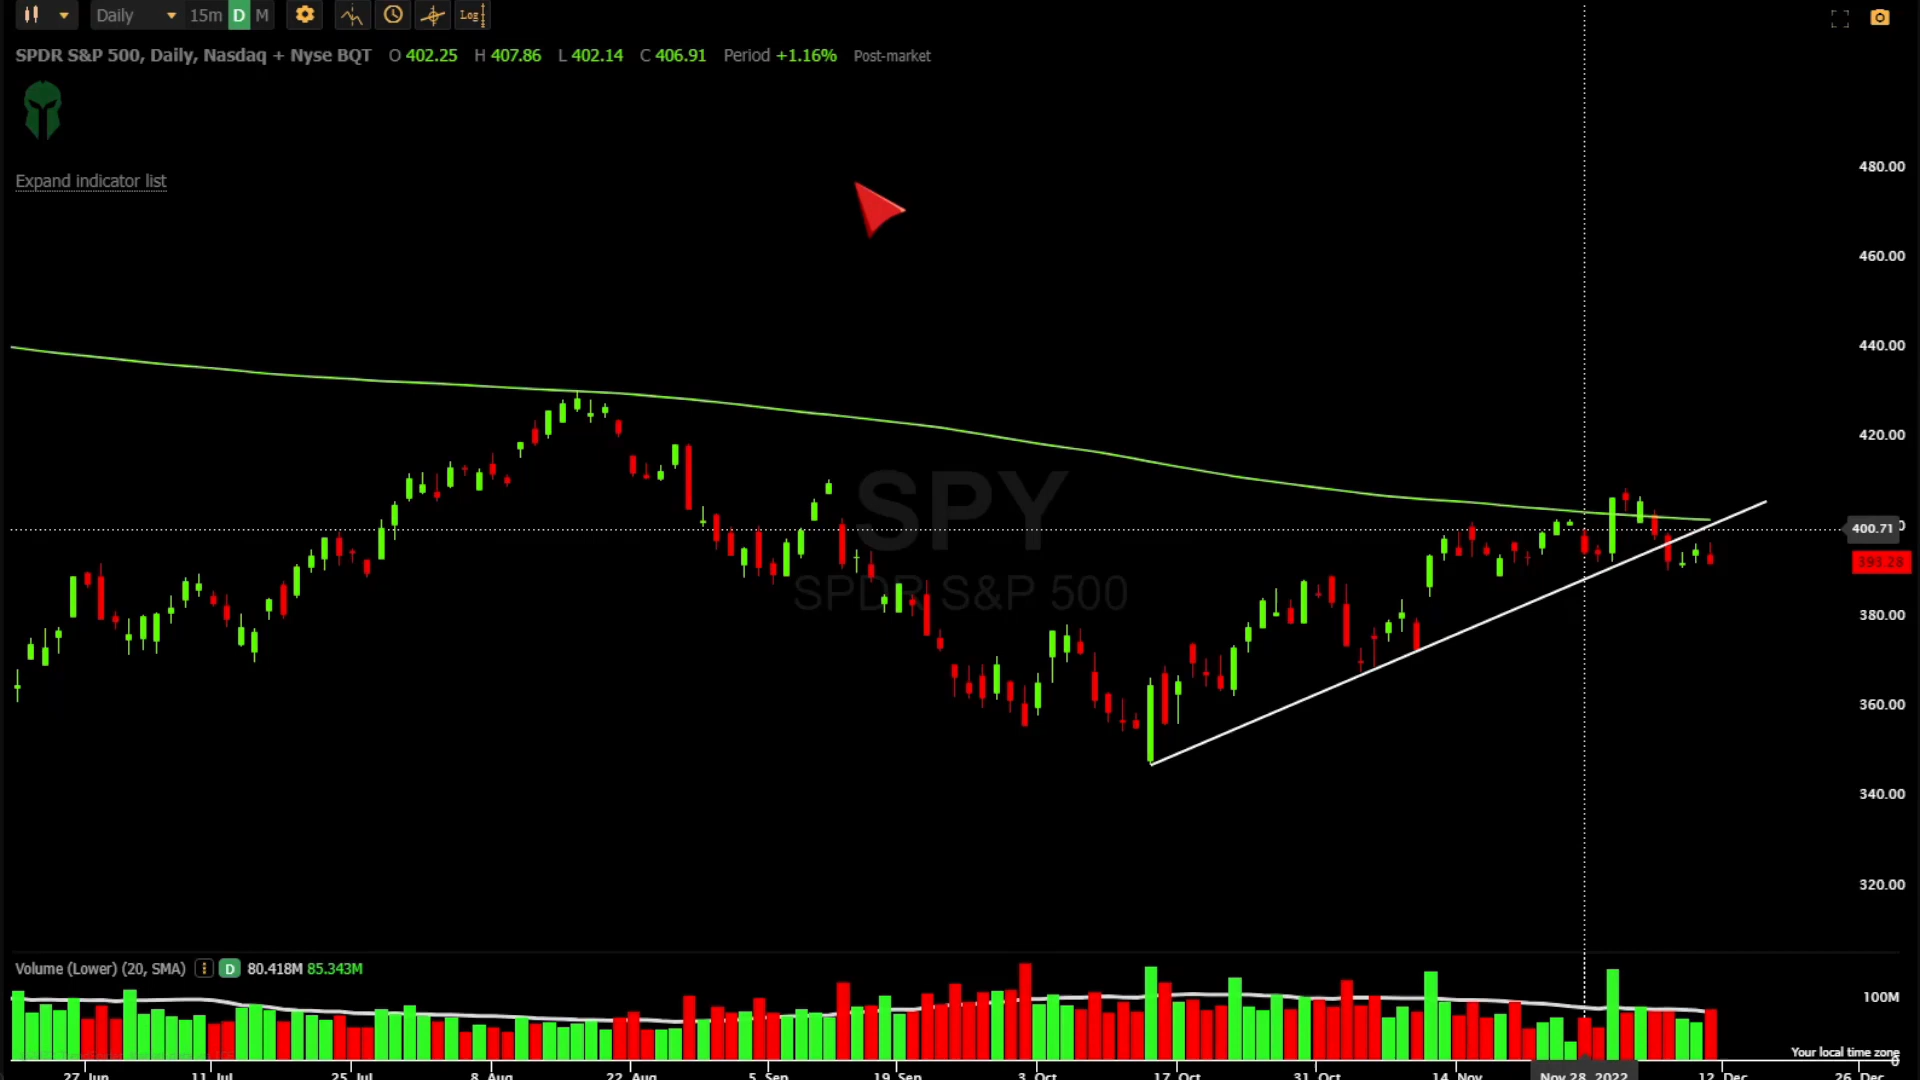 Daily 15m D M Log
SPDR S&P 500, Daily, Nasdaq + Nyse BQT O 402.25 H 407.86 L 402.14 C 406.91 Period +1.16% Post-market
Expand indicator list
480.00
460.00
440.00
420.00
SPY
SPDR S&P 500
400.71
393.28
380.00
360.00
340.00
320.00
Volume (Lower) (20, SMA) D 80.418M 85.343M
100M
Your local time zone
0
27 Jun 11 Jul 25 Jul 8 Aug 22 Aug 5 Sep 19 Sep 3 Oct 17 Oct 31 Oct 14 Nov Nov 28, 2022 12 Dec 26 Dec